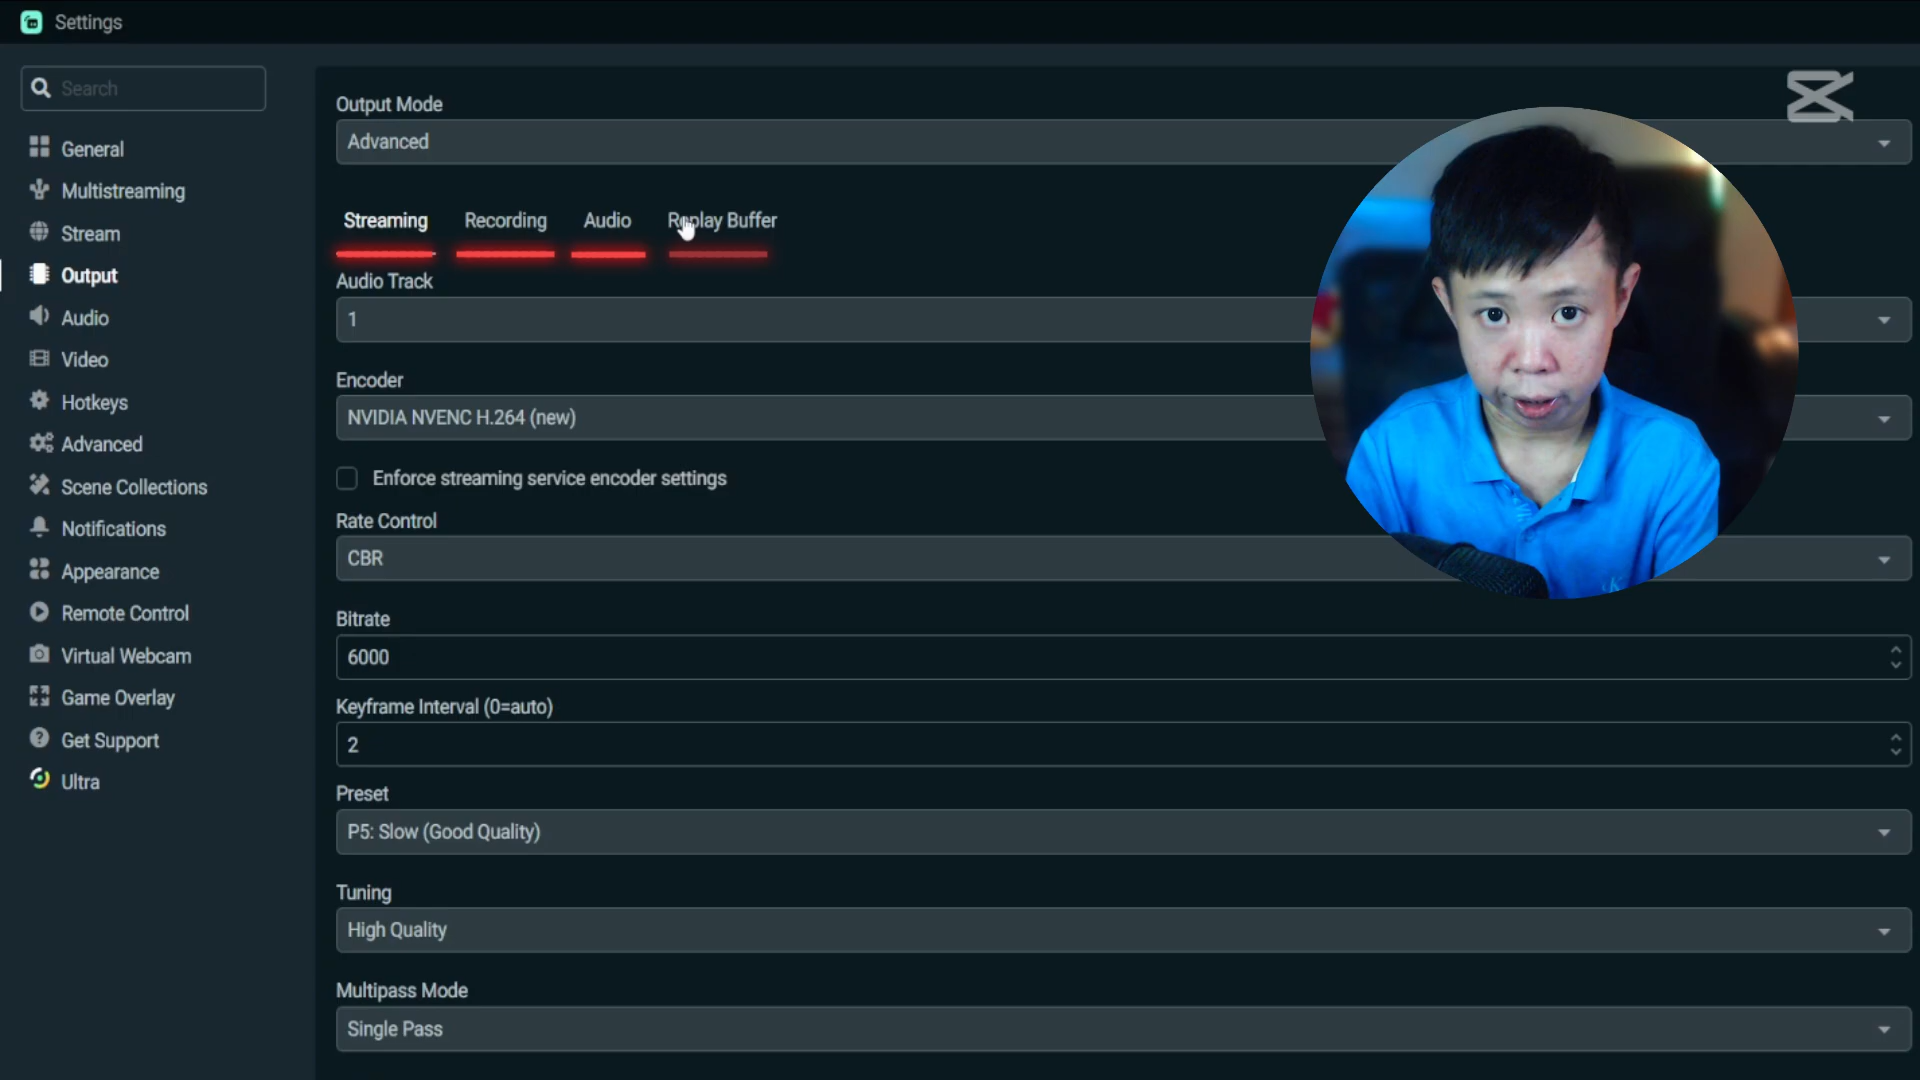 Settings
Search
General
Multistreaming
Stream
Output
Audio
Video
Hotkeys
Advanced
Scene Collections
Notifications
Appearance
Remote Control
Virtual Webcam
Game Overlay
Get Support
Ultra
Output Mode
Advanced
Streaming Recording Audio Replay Buffer
Audio Track
1
Encoder
NVIDIA NVENC H.264 (new)
Enforce streaming service encoder settings
Rate Control
CBR
Bitrate
6000
Keyframe Interval (0=auto)
2
Preset
P5: Slow (Good Quality)
Tuning
High Quality
Multipass Mode
Single Pass